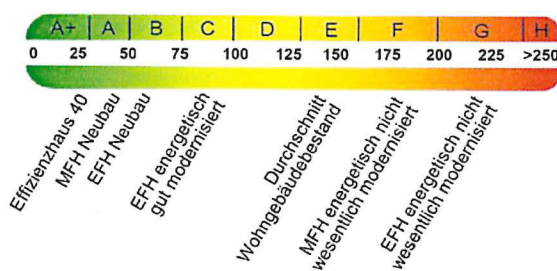 A+ A B C D E F G H
0 25 50 75 100 125 150 175 200 225 >250
Effizienzhaus 40
MFH Neubau
EFH Neubau
EFH energetisch
gut modernisiert
Durchschnitt
Wohngebäudebestand
MFH energetisch nicht
wesentlich modernisiert
EFH energetisch nicht
wesentlich modernisiert